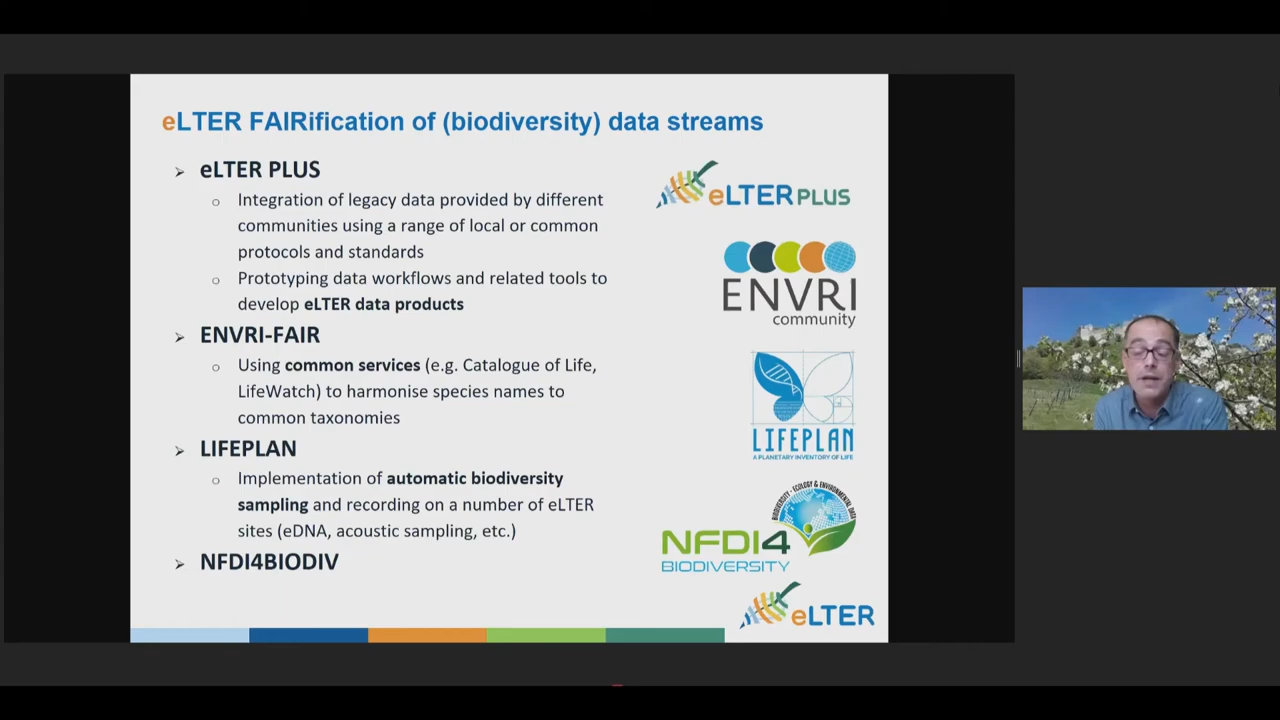 eLTER FAIRification of (biodiversity) data streams
eLTER PLUS
Integration of legacy data provided by different
communities using a range of local or common
protocols and standards
Prototyping data workflows and related tools to
develop eLTER data products
ENVRI-FAIR
Using common services (e.g. Catalogue of Life,
LifeWatch) to harmonise species names to
common taxonomies
LIFEPLAN
Implementation of automatic biodiversity
sampling and recording on a number of eLTER
sites (eDNA, acoustic sampling, etc.)
NFDI4BIODIV
eLTER PLUS
ENVRI
community
LIFEPLAN
A PLANETARY INVENTORY OF LIFE
BIODIVERSITY · ECOLOGY & ENVIRONMENTAL DATA
NFDI4
BIODIVERSITY
eLTER